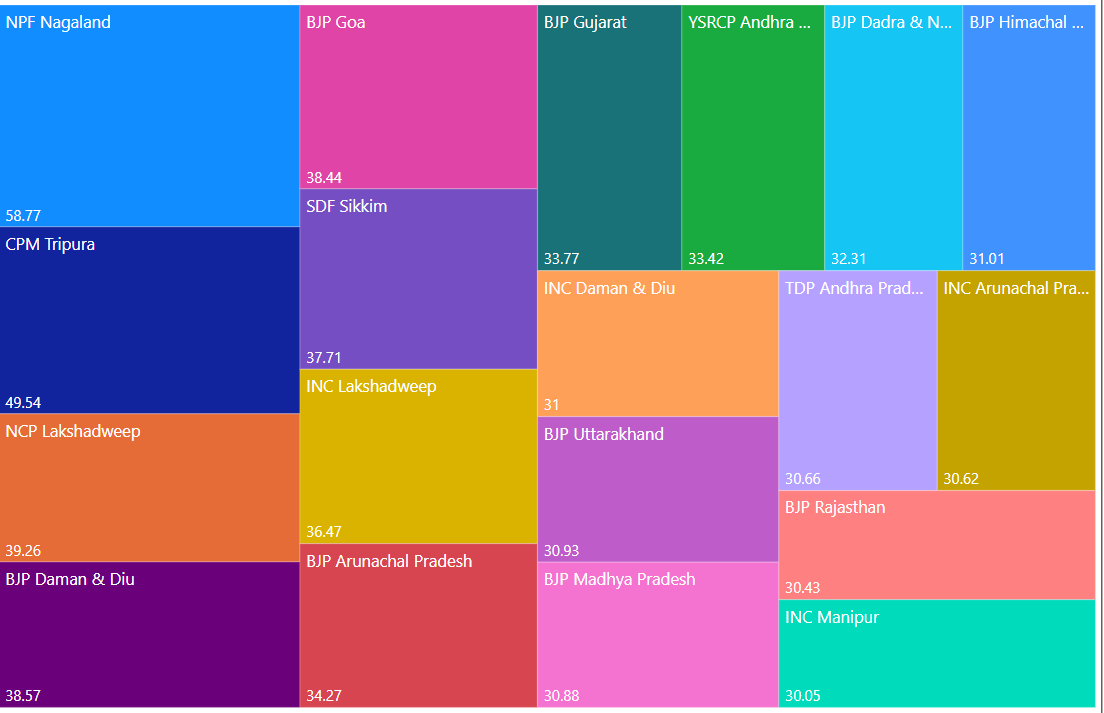 NPF Nagaland
58.77
CPM Tripura
49.54
NCP Lakshadweep
39.26
BJP Daman & Diu
38.57
BJP Goa
38.44
SDF Sikkim
37.71
INC Lakshadweep
36.47
BJP Arunachal Pradesh
34.27
BJP Gujarat
33.77
YSRCP Andhra ...
33.42
BJP Dadra & N...
32.31
BJP Himachal ...
31.01
INC Daman & Diu
31
BJP Uttarakhand
30.93
BJP Madhya Pradesh
30.88
TDP Andhra Prad...
30.66
INC Arunachal Pra...
30.62
BJP Rajasthan
30.43
INC Manipur
30.05